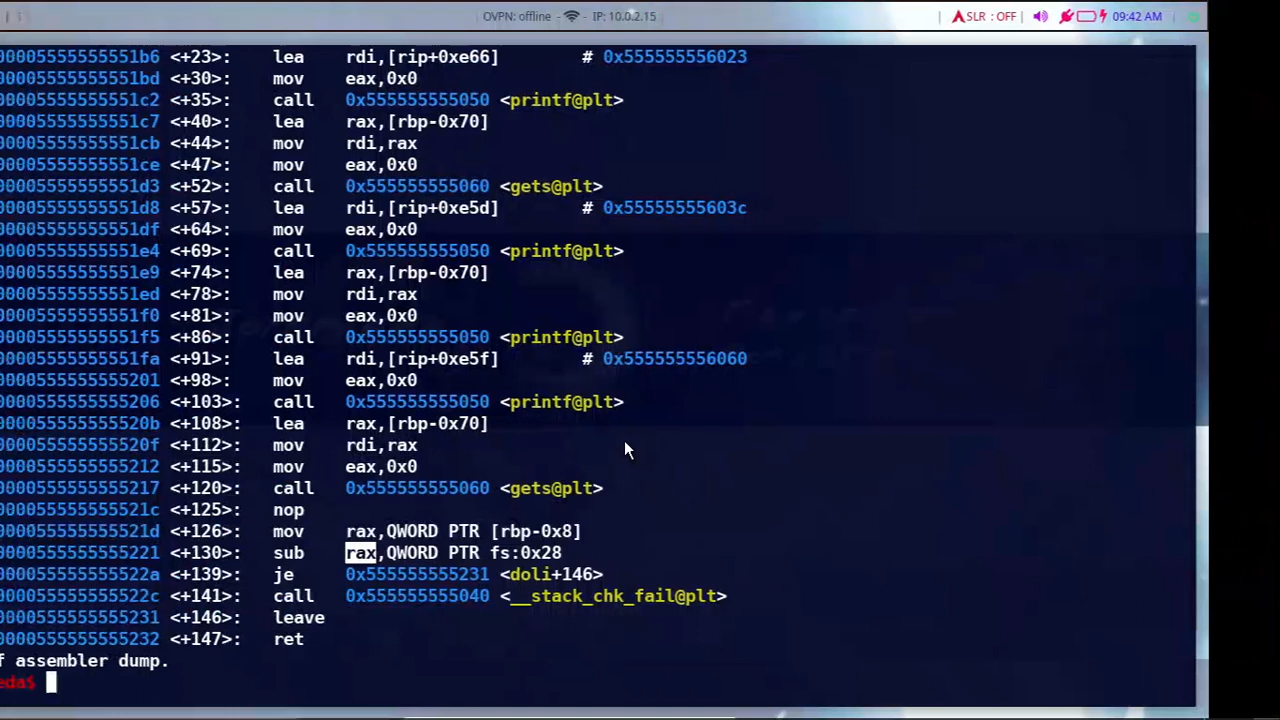 OVPN: offline - IP: 10.0.2.15 SLR : OFF 09:42 AM
000055555555551b6 <+23>: lea rdi,[rip+0xe66] # 0x555555556023
00005555555551bd <+30>: mov eax,0x0
00005555555551c2 <+35>: call 0x555555555050 <printf@plt>
00005555555551c7 <+40>: lea rax,[rbp-0x70]
00005555555551cb <+44>: mov rdi,rax
00005555555551ce <+47>: mov eax,0x0
00005555555551d3 <+52>: call 0x555555555060 <gets@plt>
00005555555551d8 <+57>: lea rdi,[rip+0xe5d] # 0x55555555603c
00005555555551df <+64>: mov eax,0x0
00005555555551e4 <+69>: call 0x555555555050 <printf@plt>
00005555555551e9 <+74>: lea rax,[rbp-0x70]
00005555555551ed <+78>: mov rdi,rax
00005555555551f0 <+81>: mov eax,0x0
00005555555551f5 <+86>: call 0x555555555050 <printf@plt>
00005555555551fa <+91>: lea rdi,[rip+0xe5f] # 0x555555556060
0000555555555201 <+98>: mov eax,0x0
0000555555555206 <+103>: call 0x555555555050 <printf@plt>
000055555555520b <+108>: lea rax,[rbp-0x70]
000055555555520f <+112>: mov rdi,rax
0000555555555212 <+115>: mov eax,0x0
0000555555555217 <+120>: call 0x555555555060 <gets@plt>
000055555555521c <+125>: nop
000055555555521d <+126>: mov rax,QWORD PTR [rbp-0x8]
0000555555555221 <+130>: sub rax,QWORD PTR fs:0x28
000055555555522a <+139>: je 0x555555555231 <doli+146>
000055555555522c <+141>: call 0x555555555040 <__stack_chk_fail@plt>
0000555555555231 <+146>: leave
0000555555555232 <+147>: ret
f assembler dump.
eda$